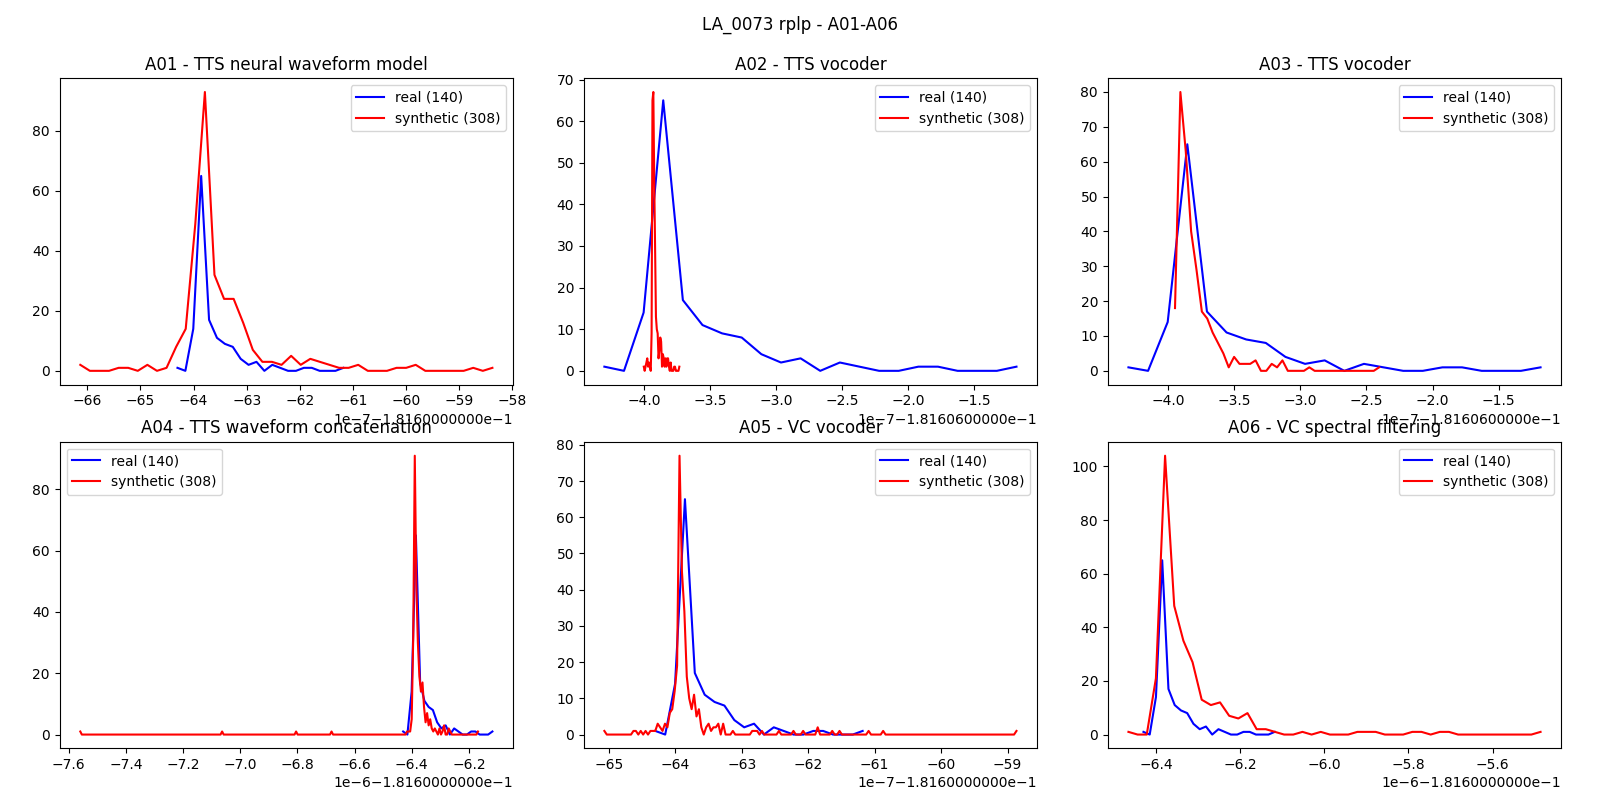 LA_0073 rplp - A01-A06
A01 - TTS neural waveform model
A02 - TTS vocoder
A03 - TTS vocoder
real (140)
synthetic (308)
real (140)
synthetic (308)
real (140)
synthetic (308)
80
60
40
20
0
70
60
50
40
30
20
10
0
80
70
60
50
40
30
20
10
0
−66 −65 −64 −63 −62 −61 −60 −59 −58
1e−7−1.8160000000e−1
−4.0 −3.5 −3.0 −2.5 −2.0 −1.5
1e−7−1.8160600000e−1
−4.0 −3.5 −3.0 −2.5 −2.0 −1.5
1e−7−1.8160600000e−1
A04 - TTS waveform concatenation
A05 - VC vocoder
A06 - VC spectral filtering
real (140)
synthetic (308)
real (140)
synthetic (308)
real (140)
synthetic (308)
80
60
40
20
0
80
70
60
50
40
30
20
10
0
100
80
60
40
20
0
−7.6 −7.4 −7.2 −7.0 −6.8 −6.6 −6.4 −6.2
1e−6−1.8160000000e−1
−65 −64 −63 −62 −61 −60 −59
1e−7−1.8160000000e−1
−6.4 −6.2 −6.0 −5.8 −5.6
1e−6−1.8160000000e−1